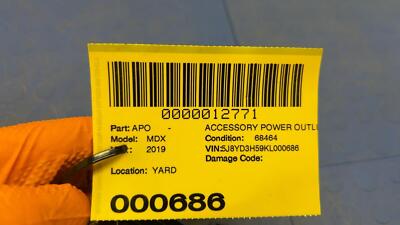 0000012771
Part: APO - ACCESSORY POWER OUTL
Model: MDX Condition: 68464
2019 VIN:5J8YD3H59KL000686
Damage Code:
Location: YARD
000686